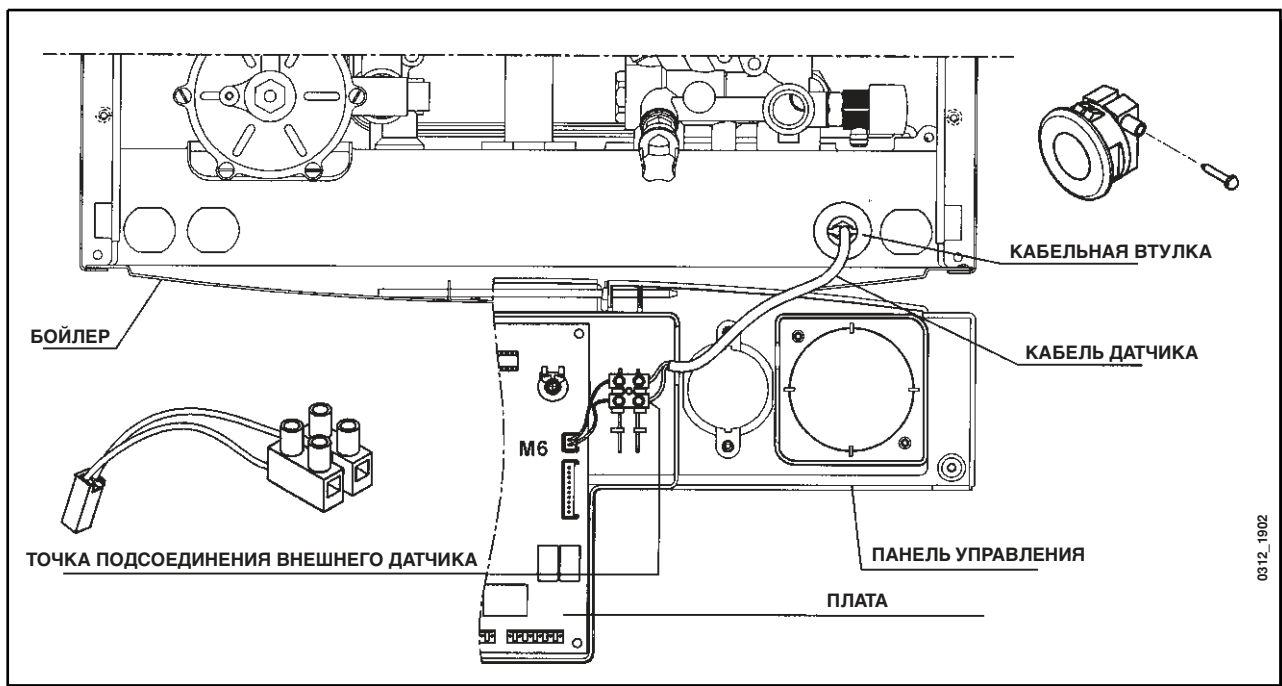 КАБЕЛЬНАЯ ВТУЛКА
БОЙЛЕР
КАБЕЛЬ ДАТЧИКА
M6
ТОЧКА ПОДСОЕДИНЕНИЯ ВНЕШНЕГО ДАТЧИКА
ПАНЕЛЬ УПРАВЛЕНИЯ
ПЛАТА
0312_1902